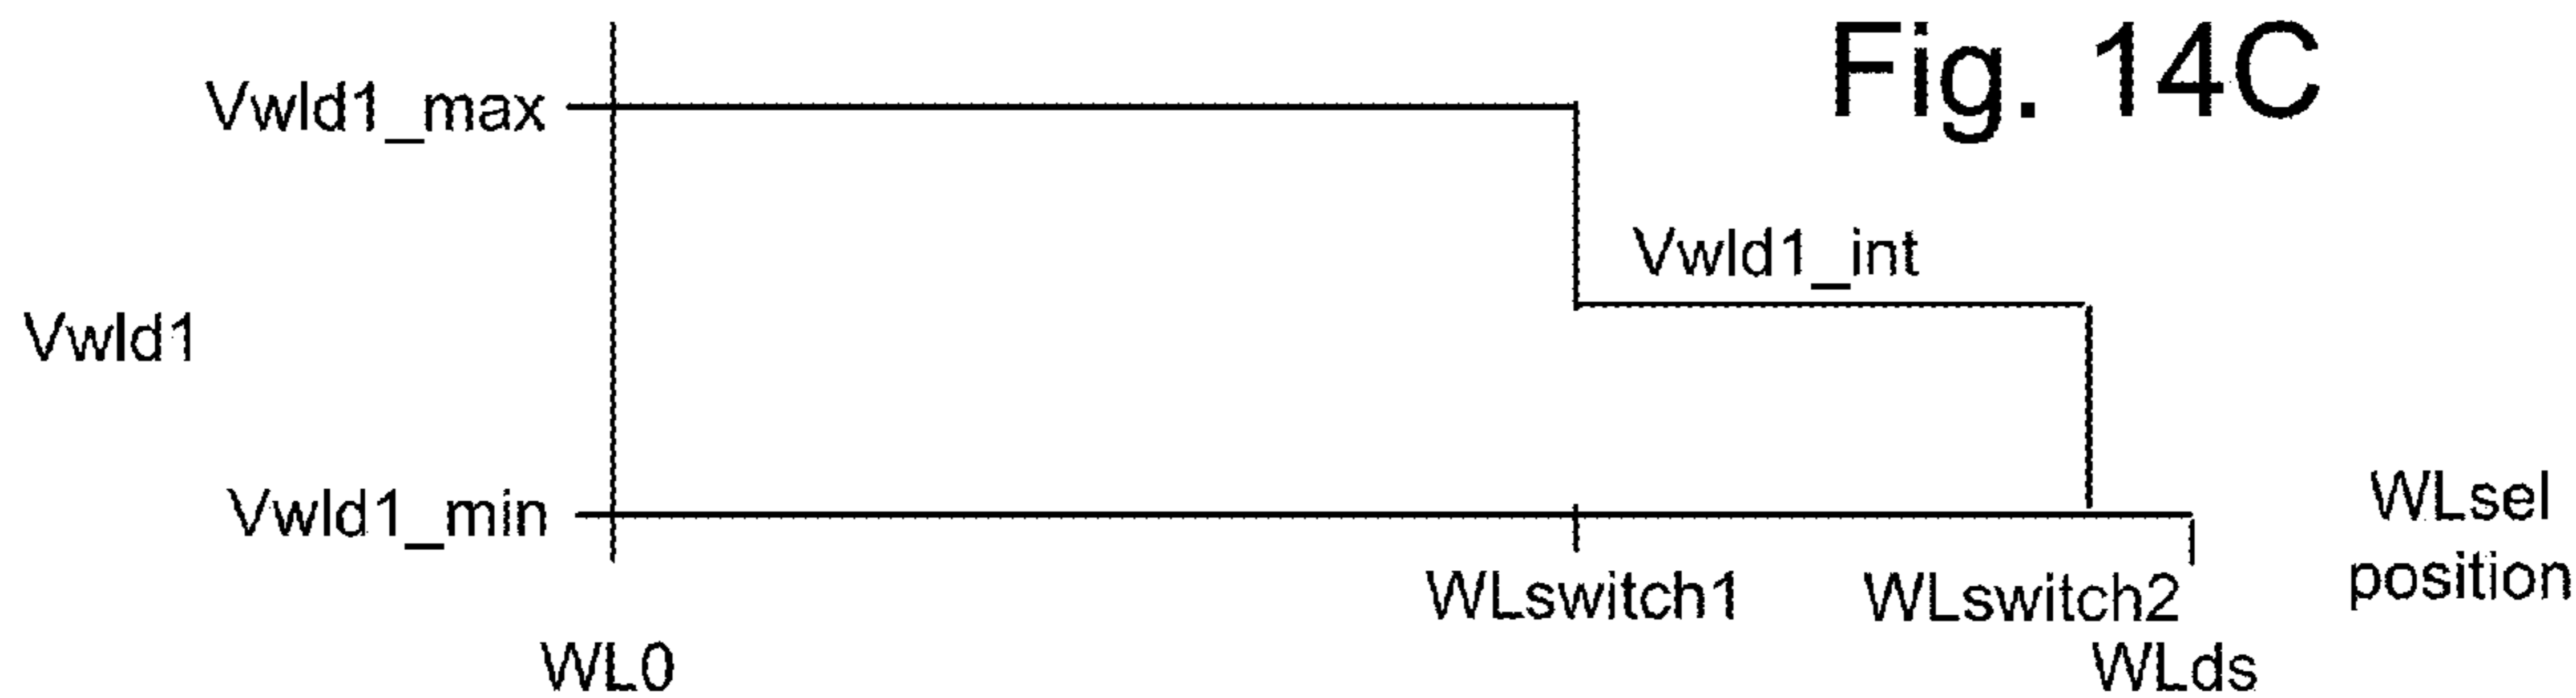 Fig. 14C
Vwld1_max
Vwld1_int
Vwld1
Vwld1_min
WLsel
position
WLswitch1
WLswitch2
WL0
WLds